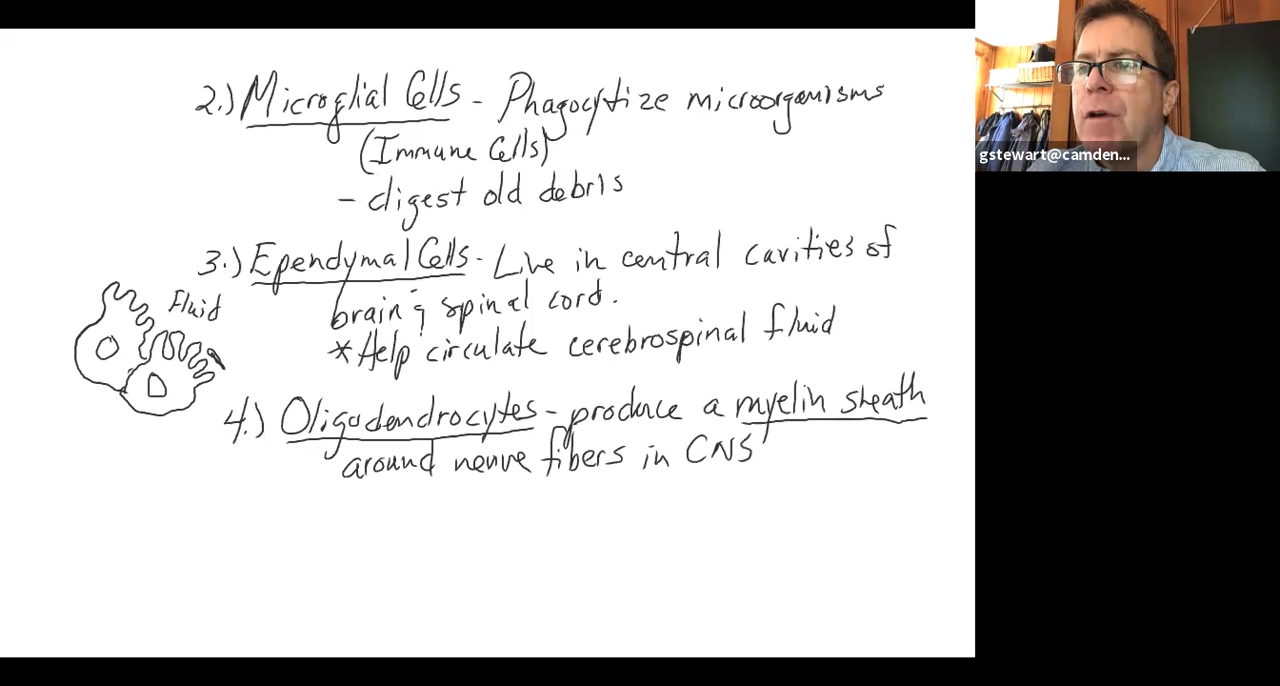 2.) Microglial Cells - Phagocytize microorganisms
(Immune Cells)
- digest old debris
3.) Ependymal Cells - Live in central cavities of
brain & spinal cord.
* Help circulate cerebrospinal fluid
Fluid
4.) Oligodendrocytes - produce a myelin sheath
around nerve fibers in CNS
gstewart@camden...